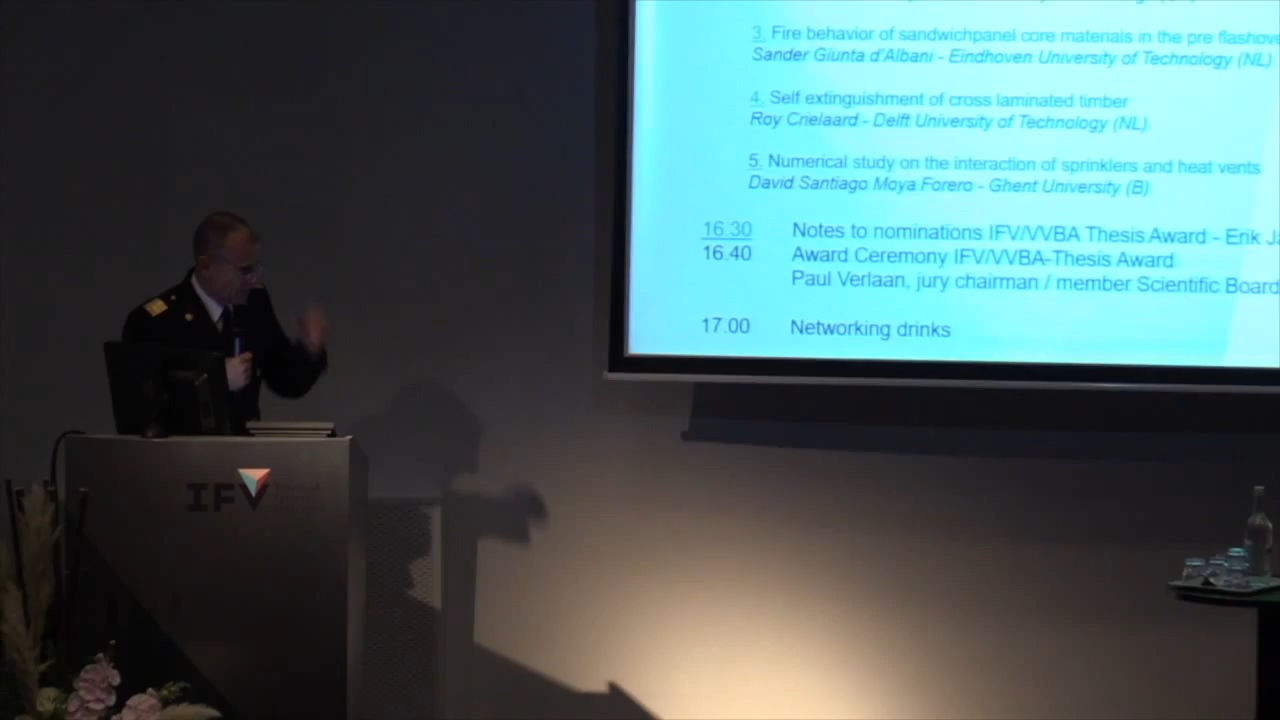 3. Fire behavior of sandwichpanel core materials in the pre flashove
Sander Giunta d'Albani - Eindhoven University of Technology (NL)
4. Self extinguishment of cross laminated timber
Roy Crielaard - Delft University of Technology (NL)
5. Numerical study on the interaction of sprinklers and heat vents
David Santiago Moya Forero - Ghent University (B)
16.30 Notes to nominations IFV/VVBA Thesis Award - Erik Ja
16.40 Award Ceremony IFV/VVBA-Thesis Award
Paul Verlaan, jury chairman / member Scientific Board
17.00 Networking drinks
IFV